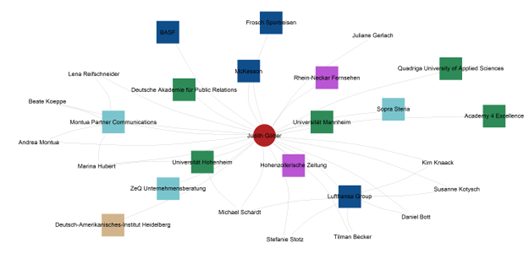 Frosch Sportreisen
BASF
Juliane Gerlach
Quadriga University of Applied Sciences
McKesson
Lena Reifschneider
Rhein-Neckar Fernsehen
Deutsche Akademie für Public Relations
Beate Koeppe
Sopra Steria
Academy 4 Excellence
Montua Partner Communications
Universität Mannheim
Andrea Montua
Judith
Kim Knaack
Marina Hubert
Universität Hohenheim
Hohenzollerische Zeitung
ZeQ Unternehmensberatung
Susanne Kotysch
Lufthansa Group
Michael Schardt
Daniel Bott
Deutsch-Amerikanisches-Institut Heidelberg
Stefanie Stotz
Tilman Becker